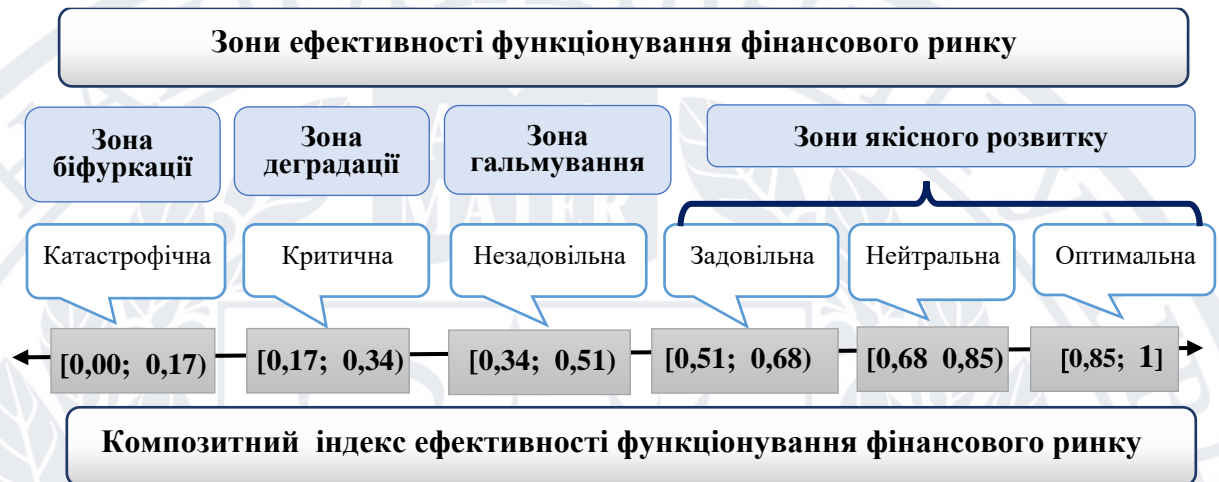 Зони ефективності функціонування фінансового ринку
Зона
біфуркації
Зона
деградації
Зона
гальмування
Зони якісного розвитку
Катастрофічна
Критична
Незадовільна
Задовільна
Нейтральна
Оптимальна
[0,00; 0,17)
[0,17; 0,34)
[0,34; 0,51)
[0,51; 0,68)
[0,68 0,85)
[0,85; 1]
Композитний індекс ефективності функціонування фінансового ринку
MATER